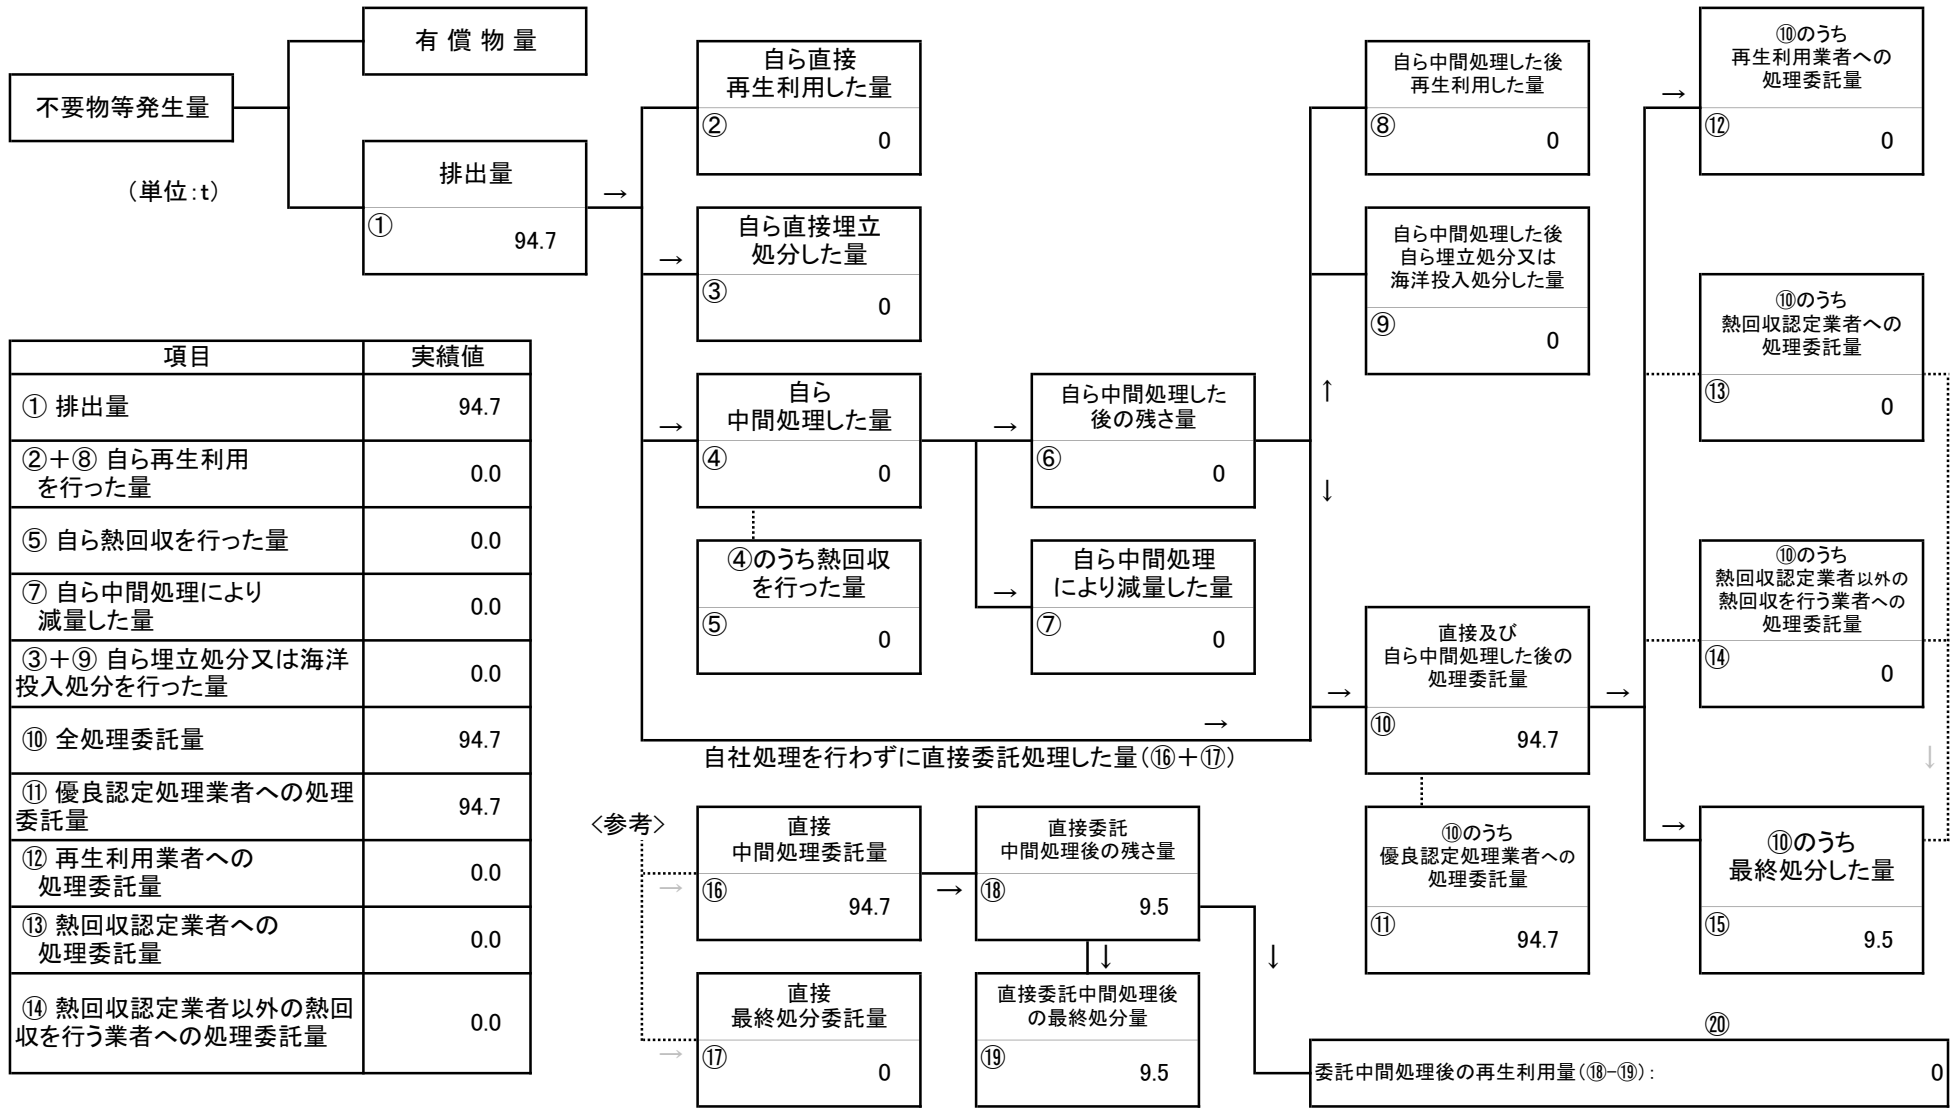 有償物量
不要物等発生量
(単位:t)
排出量
①
94.7
→
自ら直接
再生利用した量
②
0
→
自ら直接埋立
処分した量
③
0
→
自ら
中間処理した量
④
0
④のうち熱回収
を行った量
⑤
0
→
自ら中間処理した
後の残さ量
⑥
0
→
自ら中間処理
により減量した量
⑦
0
↑
↓
自ら中間処理した後
再生利用した量
⑧
0
自ら中間処理した後
自ら埋立処分又は
海洋投入処分した量
⑨
0
→
自社処理を行わずに直接委託処理した量(⑯+⑰)
→
直接及び
自ら中間処理した後の
処理委託量
⑩
94.7
⑩のうち
優良認定処理業者への
処理委託量
⑪
94.7
→
→
⑩のうち
再生利用業者への
処理委託量
⑫
0
⑩のうち
熱回収認定業者への
処理委託量
⑬
0
⑩のうち
熱回収認定業者以外の
熱回収を行う業者への
処理委託量
⑭
0
↓
→
⑩のうち
最終処分した量
⑮
9.5
項目 実績値
① 排出量 94.7
②+⑧ 自ら再生利用
を行った量 0.0
⑤ 自ら熱回収を行った量 0.0
⑦ 自ら中間処理により
減量した量 0.0
③+⑨ 自ら埋立処分又は海洋
投入処分を行った量 0.0
⑩ 全処理委託量 94.7
⑪ 優良認定処理業者への処理
委託量 94.7
⑫ 再生利用業者への
処理委託量 0.0
⑬ 熱回収認定業者への
処理委託量 0.0
⑭ 熱回収認定業者以外の熱回
収を行う業者への処理委託量 0.0
<参考>
→
直接
中間処理委託量
⑯
94.7
→
直接
最終処分委託量
⑰
0
→
直接委託
中間処理後の残さ量
⑱
9.5
↓
直接委託中間処理後
の最終処分量
⑲
9.5
↓
⑳
委託中間処理後の再生利用量(⑱-⑲): 0